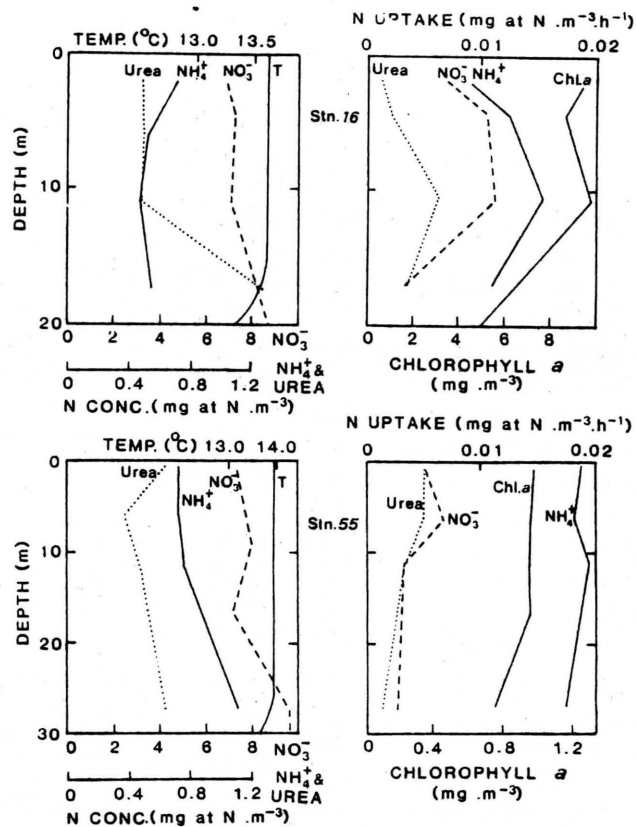 TEMP. (°C) 13.0 13.5
Urea NH₄⁺ NO₃⁻ T
DEPTH (m)
0
10
20
0 2 4 6 8 NO₃⁻
0 0.4 0.8 1.2 NH₄⁺ &
UREA
N CONC. (mg at N .m⁻³)
N UPTAKE (mg at N .m⁻³.h⁻¹)
0 0.01 0.02
Urea NO₃⁻ NH₄⁺ Chl.a
Stn. 16
0 2 4 6 8 10
CHLOROPHYLL a
(mg .m⁻³)
TEMP. (°C) 13.0 14.0
Urea NH₄⁺ NO₃⁻ T
DEPTH (m)
0
10
20
30
0 2 4 6 8 NO₃⁻
0 0.4 0.8 1.2 NH₄⁺ &
UREA
N CONC. (mg at N .m⁻³)
N UPTAKE (mg at N .m⁻³.h⁻¹)
0 0.01 0.02
Urea NO₃⁻ Chl.a NH₄⁺
Stn. 55
0 0.4 0.8 1.2
CHLOROPHYLL a
(mg .m⁻³)